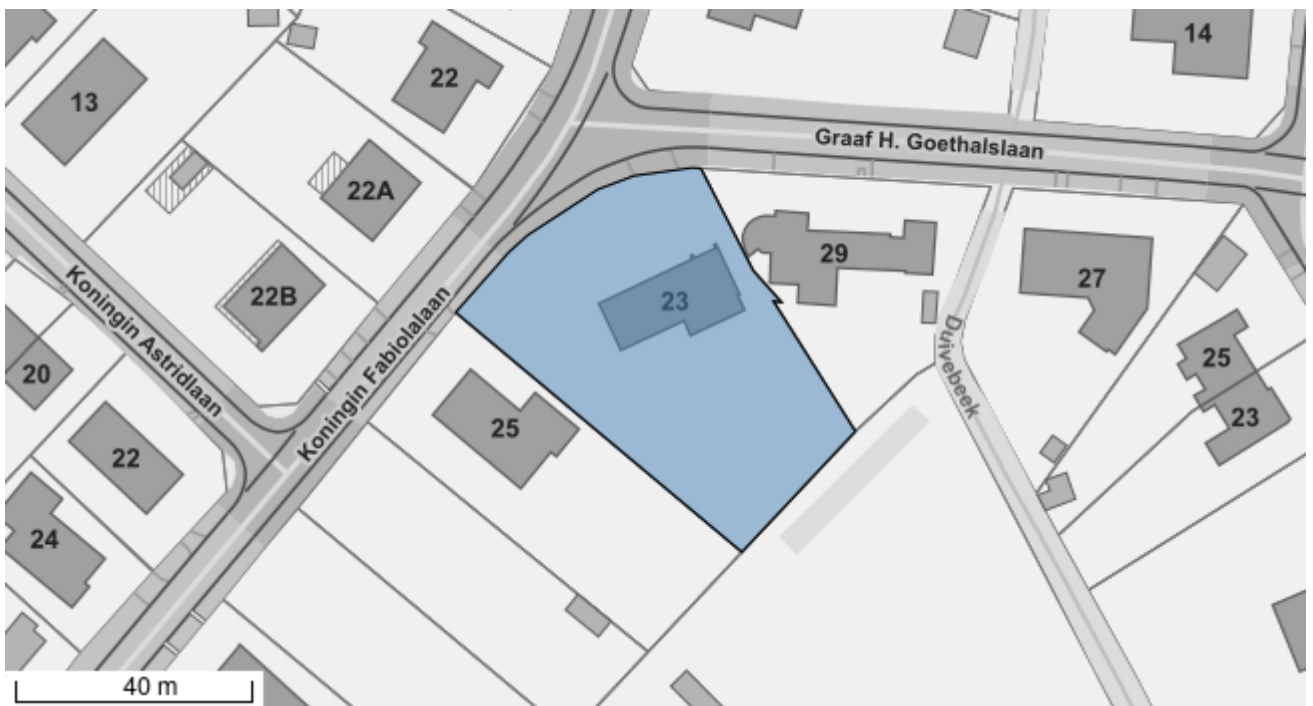 14
22
13
Graaf H. Goethalslaan
22A
29
23
27
22B
Koningin Astridlaan
Koningin Fabiolalaan
Duivebeek
25
20
23
25
22
24
40 m